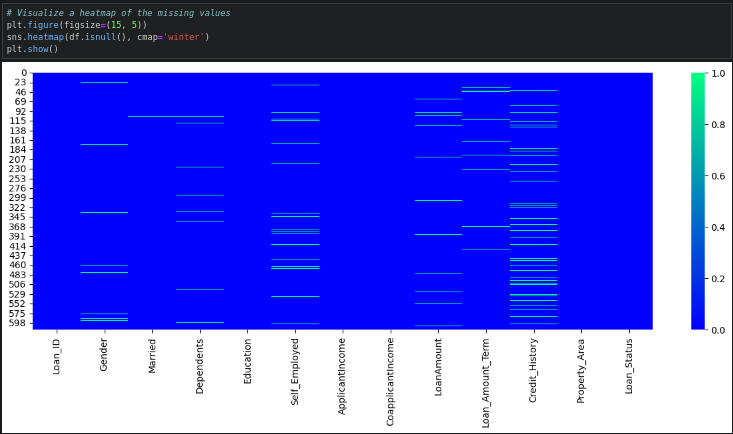 # Visualize a heatmap of the missing values
plt.figure(figsize=(15, 5))
sns.heatmap(df.isnull(), cmap='winter')
plt.show()
0
23
46
69
92
115
138
161
184
207
230
253
276
299
322
345
368
391
414
437
460
483
506
529
552
575
598
Loan_ID
Gender
Married
Dependents
Education
Self_Employed
ApplicantIncome
CoapplicantIncome
LoanAmount
Loan_Amount_Term
Credit_History
Property_Area
Loan_Status
1.0
0.8
0.6
0.4
0.2
0.0